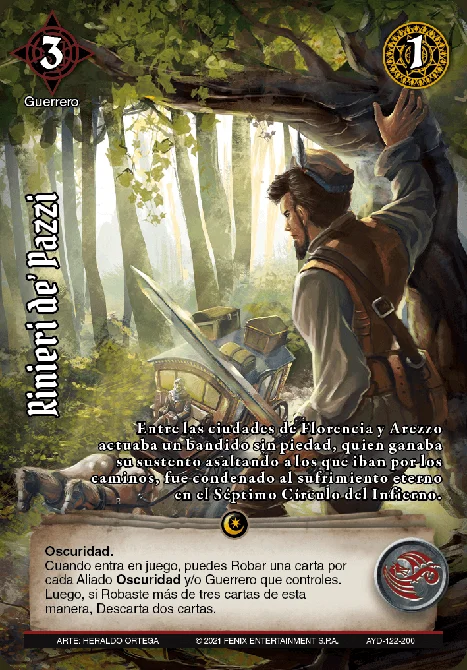 3
1
Guerrero
Rinieri de' Pazzi
Entre las ciudades de Florencia y Arezzo
actuaba un bandido sin piedad, quien ganaba
su sustento asaltando a los que iban por los
caminos, fue condenado al sufrimiento eterno
en el Séptimo Círculo del Infierno.
Oscuridad.
Cuando entra en juego, puedes Robar una carta por
cada Aliado Oscuridad y/o Guerrero que controles.
Luego, si Robaste más de tres cartas de esta
manera, Descarta dos cartas.
ARTE: HERALDO ORTEGA © 2021 FENIX ENTERTAINMENT S.P.A. AYD-122-200